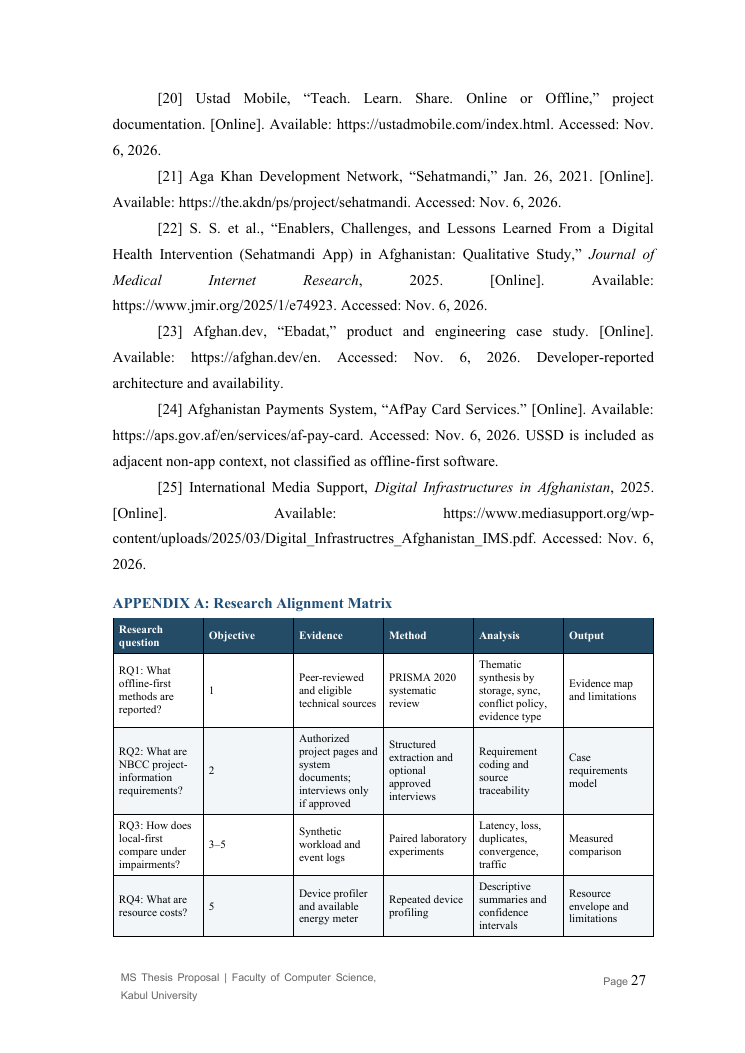 [20] Ustad Mobile, “Teach. Learn. Share. Online or Offline,” project
documentation. [Online]. Available: https://ustadmobile.com/index.html. Accessed: Nov.
6, 2026.
[21] Aga Khan Development Network, “Sehatmandi,” Jan. 26, 2021. [Online].
Available: https://the.akdn/ps/project/sehatmandi. Accessed: Nov. 6, 2026.
[22] S. S. et al., “Enablers, Challenges, and Lessons Learned From a Digital
Health Intervention (Sehatmandi App) in Afghanistan: Qualitative Study,” Journal of
Medical Internet Research, 2025. [Online]. Available:
https://www.jmir.org/2025/1/e74923. Accessed: Nov. 6, 2026.
[23] Afghan.dev, “Ebadat,” product and engineering case study. [Online].
Available: https://afghan.dev/en. Accessed: Nov. 6, 2026. Developer-reported
architecture and availability.
[24] Afghanistan Payments System, “AfPay Card Services.” [Online]. Available:
https://aps.gov.af/en/services/af-pay-card. Accessed: Nov. 6, 2026. USSD is included as
adjacent non-app context, not classified as offline-first software.
[25] International Media Support, Digital Infrastructures in Afghanistan, 2025.
[Online]. Available: https://www.mediasupport.org/wp-
content/uploads/2025/03/Digital_Infrastructres_Afghanistan_IMS.pdf. Accessed: Nov. 6,
2026.
APPENDIX A: Research Alignment Matrix
Research
question
Objective
Evidence
Method
Analysis
Output
RQ1: What
offline-first
methods are
reported?
1
Peer-reviewed
and eligible
technical sources
PRISMA 2020
systematic
review
Thematic
synthesis by
storage, sync,
conflict policy,
evidence type
Evidence map
and limitations
RQ2: What are
NBCC project-
information
requirements?
2
Authorized
project pages and
system
documents;
interviews only
if approved
Structured
extraction and
optional
approved
interviews
Requirement
coding and
source
traceability
Case
requirements
model
RQ3: How does
local-first
compare under
impairments?
3–5
Synthetic
workload and
event logs
Paired laboratory
experiments
Latency, loss,
duplicates,
convergence,
traffic
Measured
comparison
RQ4: What are
resource costs?
5
Device profiler
and available
energy meter
Repeated device
profiling
Descriptive
summaries and
confidence
intervals
Resource
envelope and
limitations
MS Thesis Proposal | Faculty of Computer Science,
Kabul University
Page 27